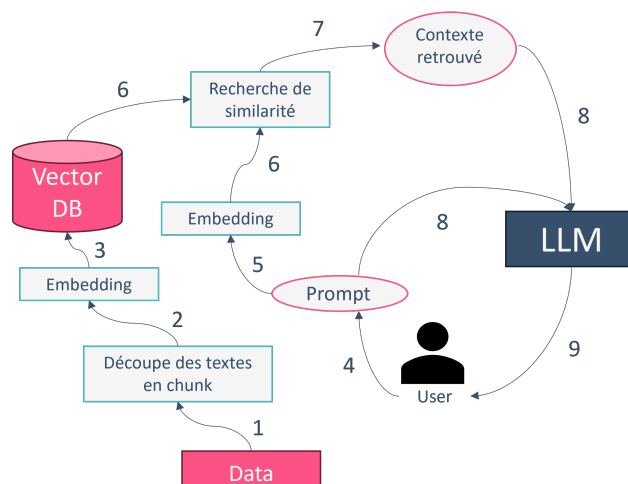 7
Contexte
retrouvé
6
Recherche de
similarité
8
Vector
DB
6
Embedding
8
LLM
3
5
Embedding
Prompt
2
4
9
Découpe des textes
en chunk
User
1
Data